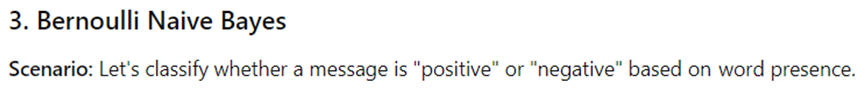 3. Bernoulli Naive Bayes
Scenario: Let's classify whether a message is "positive" or "negative" based on word presence.